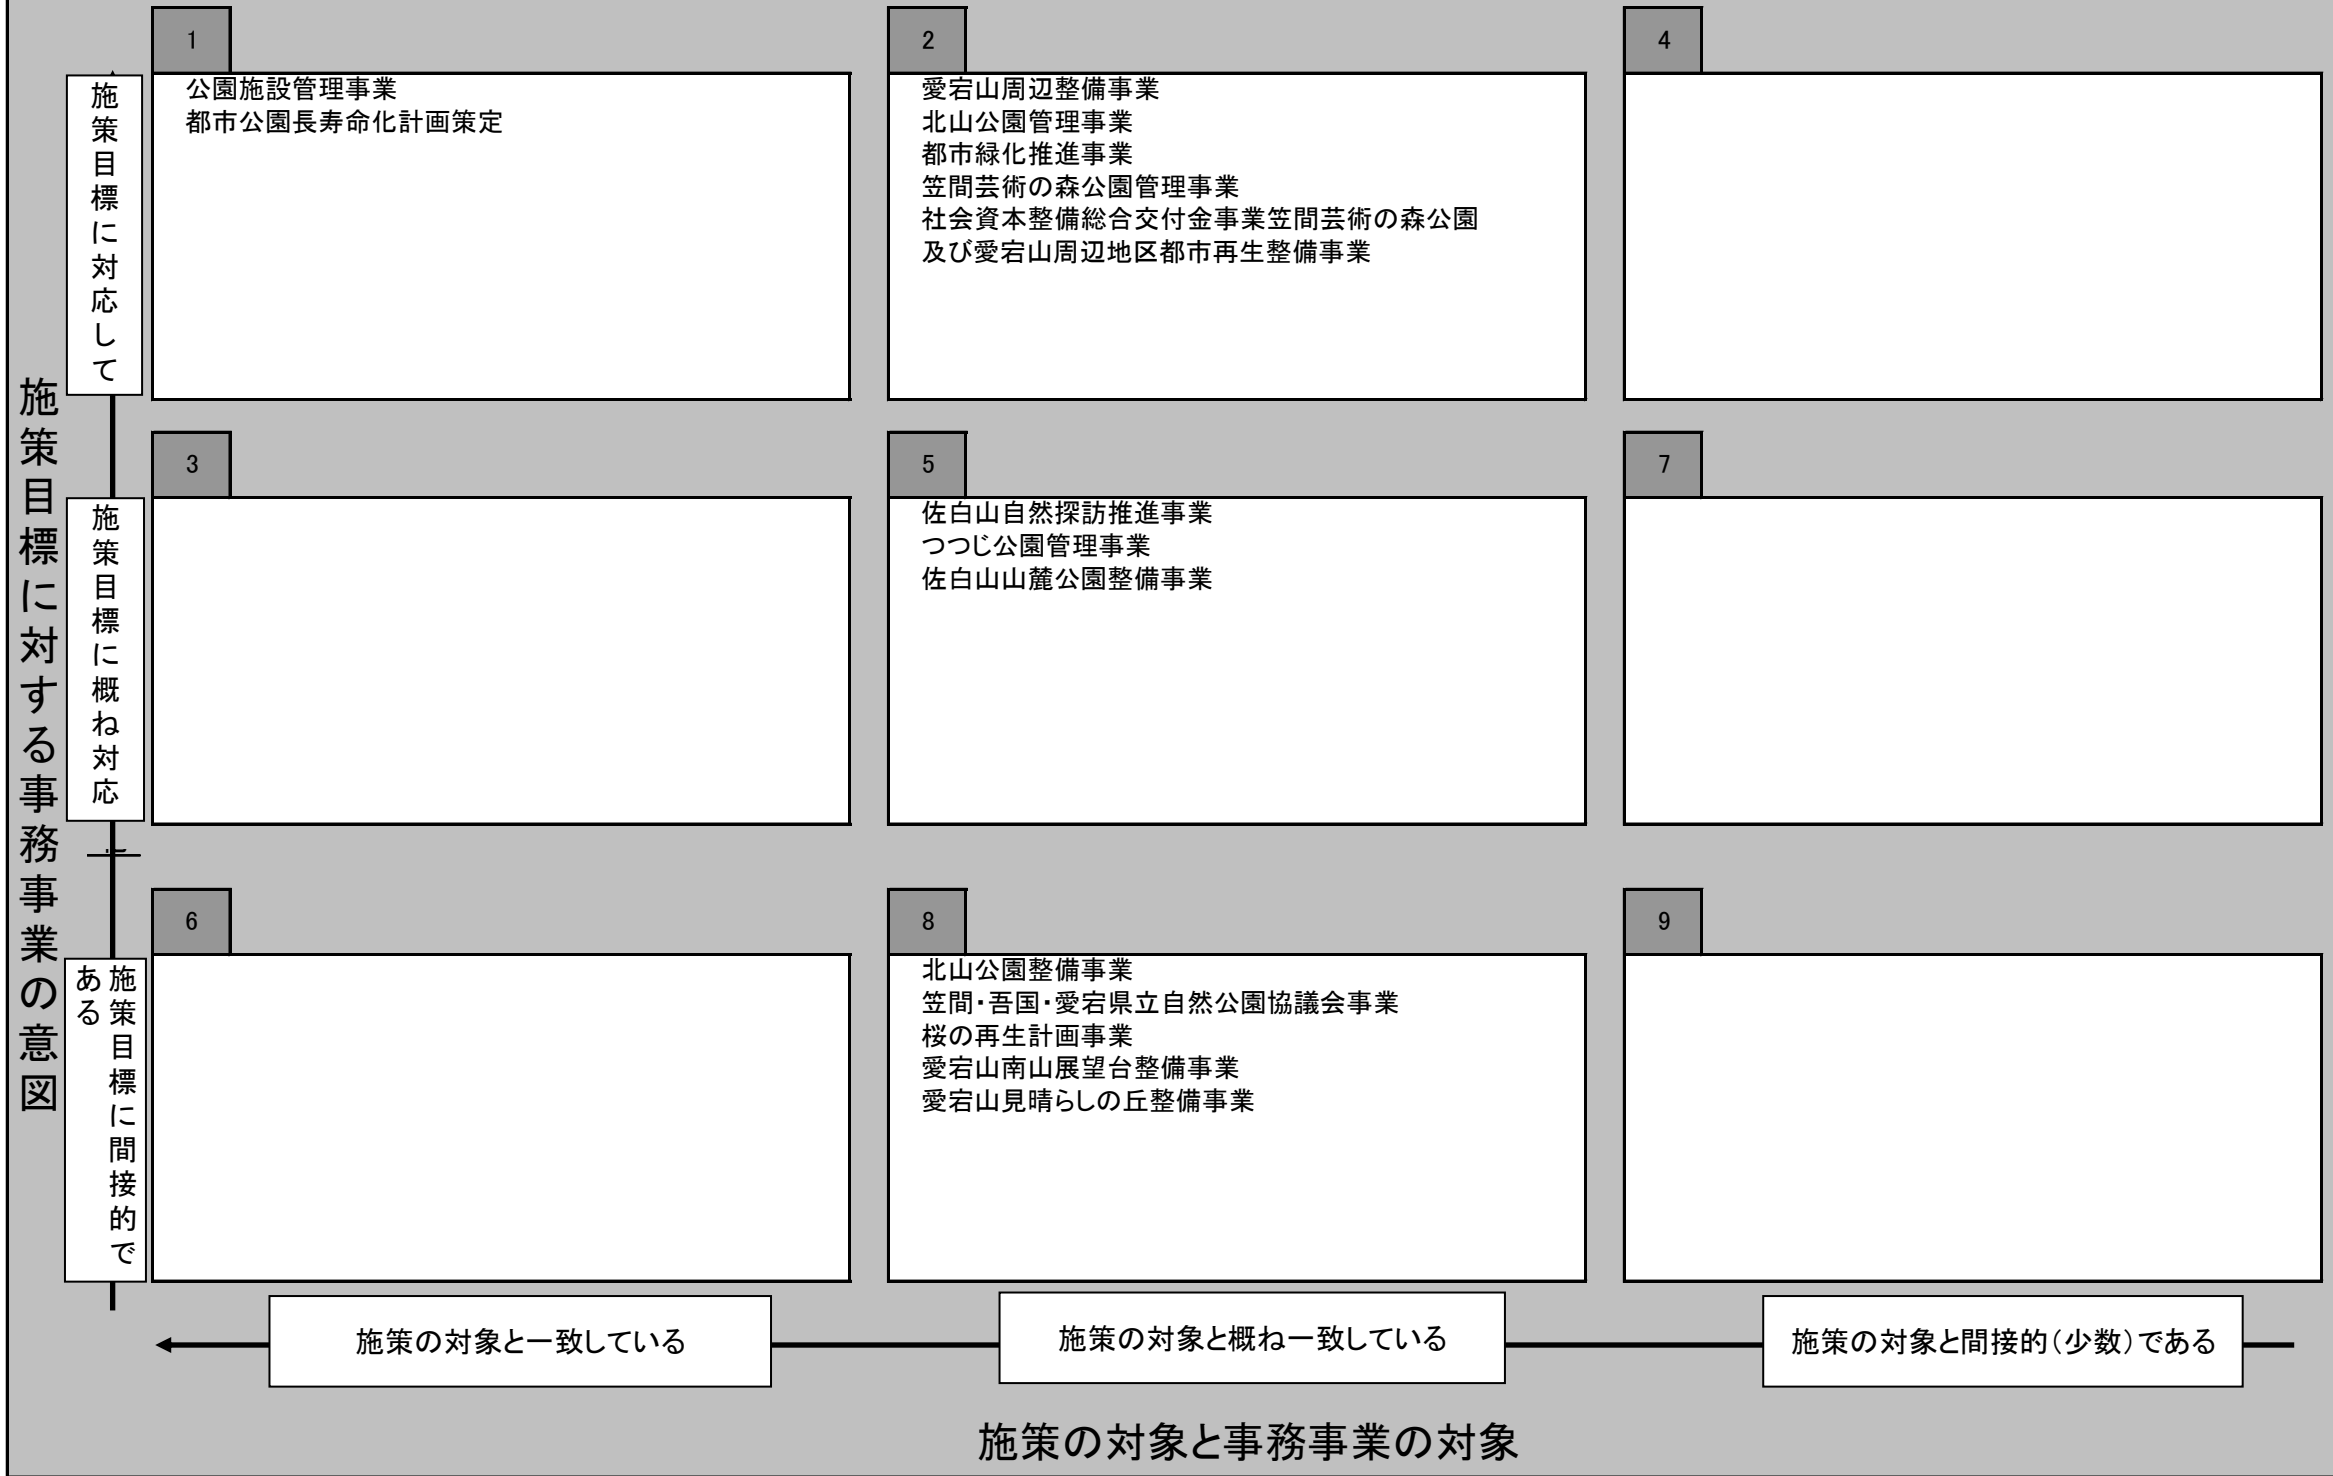 1
公園施設管理事業
都市公園長寿命化計画策定
2
愛宕山周辺整備事業
北山公園管理事業
都市緑化推進事業
笠間芸術の森公園管理事業
社会資本整備総合交付金事業笠間芸術の森公園
及び愛宕山周辺地区都市再生整備事業
4
施策目標に対応して
施策目標に対する事務事業の意図
3
5
佐白山自然探訪推進事業
つつじ公園管理事業
佐白山山麓公園整備事業
7
施策目標に概ね対応
6
8
北山公園整備事業
笠間・吾国・愛宕県立自然公園協議会事業
桜の再生計画事業
愛宕山南山展望台整備事業
愛宕山見晴らしの丘整備事業
9
施策目標に間接的で
ある
施策の対象と一致している
施策の対象と概ね一致している
施策の対象と間接的(少数)である
施策の対象と事務事業の対象